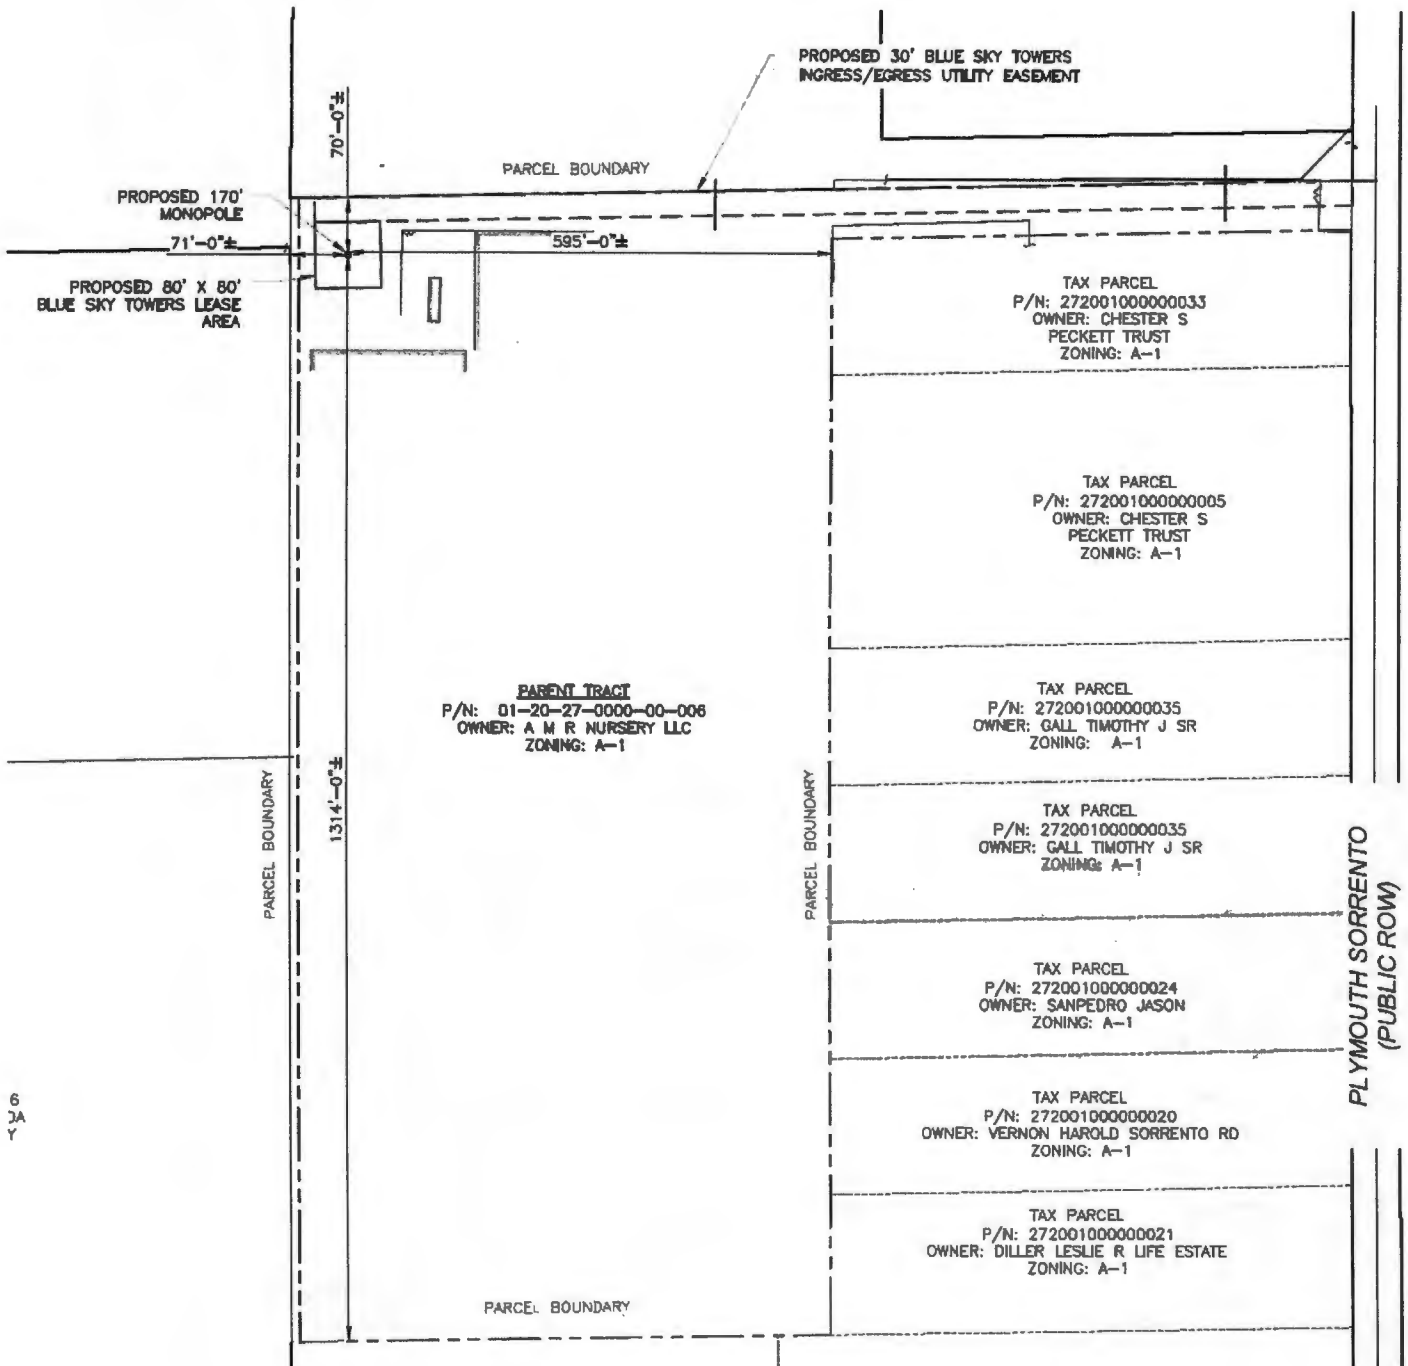 PROPOSED 30' BLUE SKY TOWERS
INGRESS/EGRESS UTILITY EASEMENT
70'-0"±
PARCEL BOUNDARY
PROPOSED 170'
MONOPOLE
71'-0"±
595'-0"±
PROPOSED 80' X 80'
BLUE SKY TOWERS LEASE
AREA
TAX PARCEL
P/N: 272001000000033
OWNER: CHESTER S
PECKETT TRUST
ZONING: A-1
TAX PARCEL
P/N: 272001000000005
OWNER: CHESTER S
PECKETT TRUST
ZONING: A-1
PARENT TRACT
P/N: 01-20-27-0000-00-006
OWNER: A M R NURSERY LLC
ZONING: A-1
TAX PARCEL
P/N: 272001000000035
OWNER: GALL TIMOTHY J SR
ZONING: A-1
1314'-0"±
PARCEL BOUNDARY
PARCEL BOUNDARY
TAX PARCEL
P/N: 272001000000035
OWNER: GALL TIMOTHY J SR
ZONING: A-1
PLYMOUTH SORRENTO
(PUBLIC ROW)
TAX PARCEL
P/N: 272001000000024
OWNER: SANPEDRO JASON
ZONING: A-1
6
DA
Y
TAX PARCEL
P/N: 272001000000020
OWNER: VERNON HAROLD SORRENTO RD
ZONING: A-1
TAX PARCEL
P/N: 272001000000021
OWNER: DILLER LESLIE R LIFE ESTATE
ZONING: A-1
PARCEL BOUNDARY